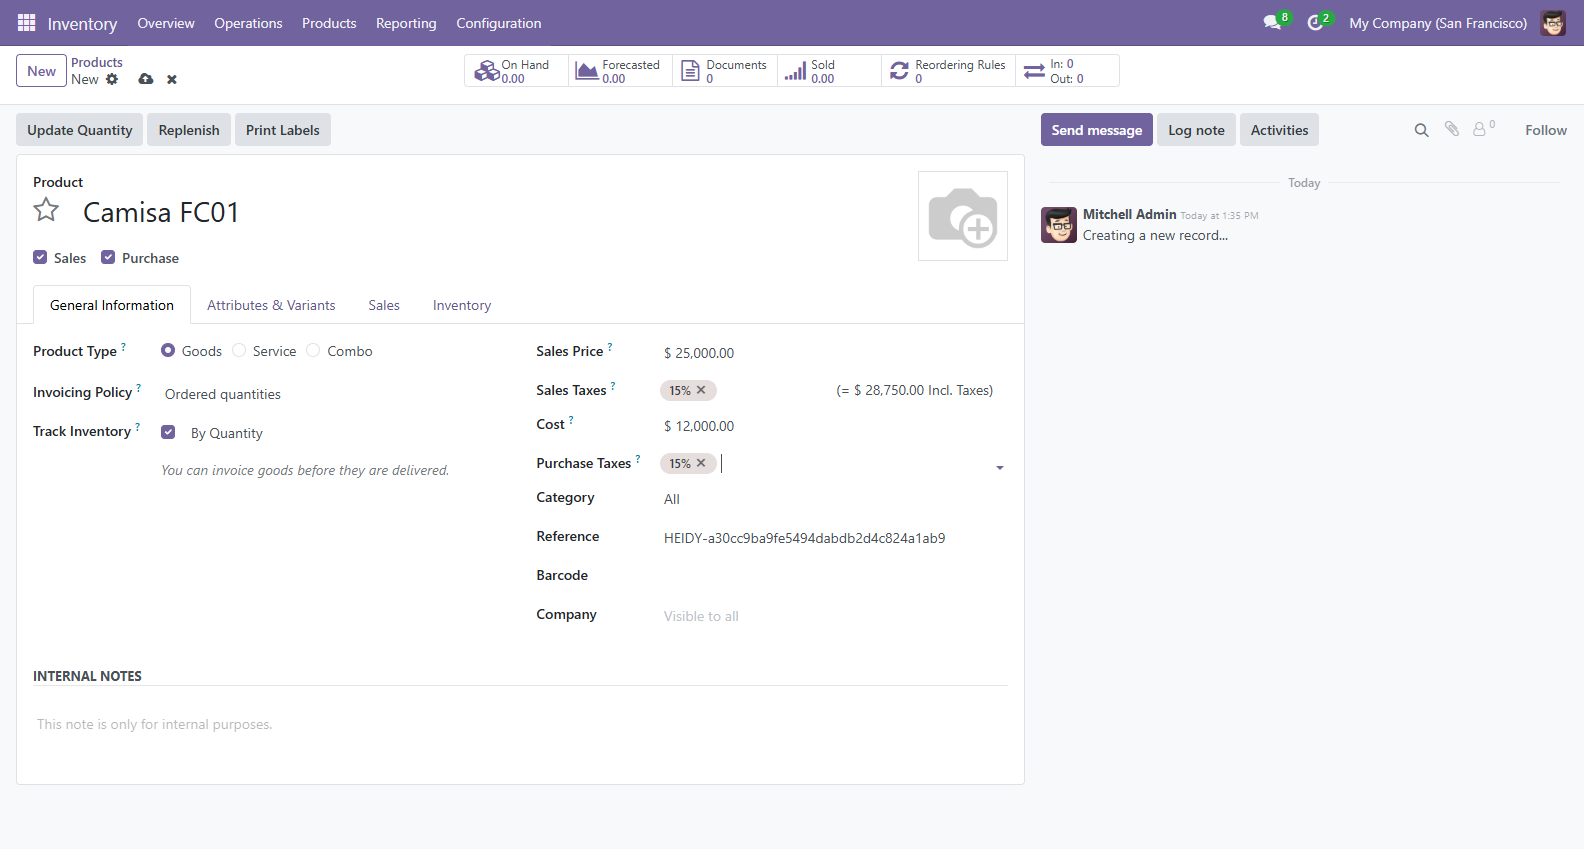 Inventory Overview Operations Products Reporting Configuration 8 2 My Company (San Francisco)
New Products
New
On Hand 0.00 Forecasted 0.00 Documents 0 Sold 0.00 Reordering Rules 0 In: 0 Out: 0
Update Quantity Replenish Print Labels Send message Log note Activities 0 Follow
Product
Camisa FC01
Sales Purchase
General Information Attributes & Variants Sales Inventory
Product Type ? Goods Service Combo
Invoicing Policy ? Ordered quantities
Track Inventory ? By Quantity
You can invoice goods before they are delivered.
Sales Price ? $ 25,000.00
Sales Taxes ? 15% (= $ 28,750.00 Incl. Taxes)
Cost ? $ 12,000.00
Purchase Taxes ? 15%
Category All
Reference HEIDY-a30cc9ba9fe5494dabdb2d4c824a1ab9
Barcode
Company Visible to all
INTERNAL NOTES
This note is only for internal purposes.
Today
Mitchell Admin Today at 1:35 PM
Creating a new record...